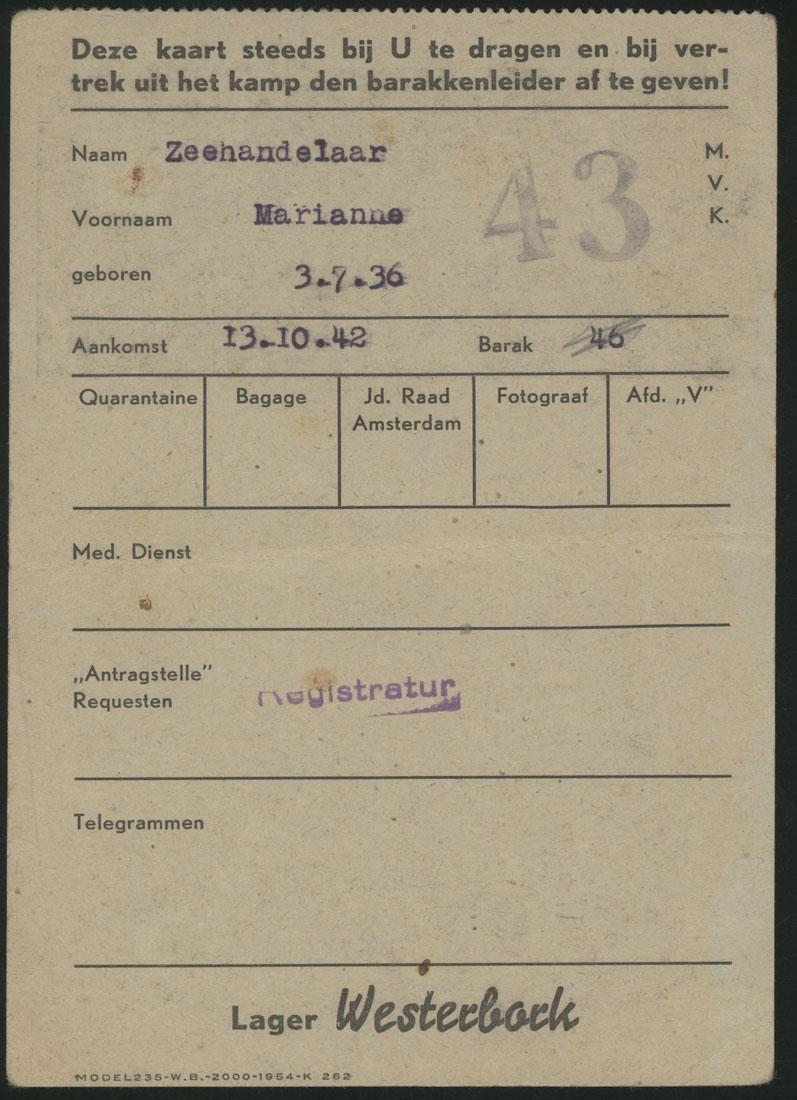 Deze kaart steeds bij U te dragen en bij ver-
trek uit het kamp den barakkenleider af te geven!
Naam Zeehandelaar M.
V.
Voornaam Marianne 43 K.
geboren 3.7.36
Aankomst 13.10.42 Barak 46
Quarantaine Bagage Jd. Raad Amsterdam Fotograaf Afd. „V”
Med. Dienst
„Antragstelle”
Requesten Registratur
Telegrammen
Lager Westerbork
MODEL235-W.B.-2000-1954-K 262